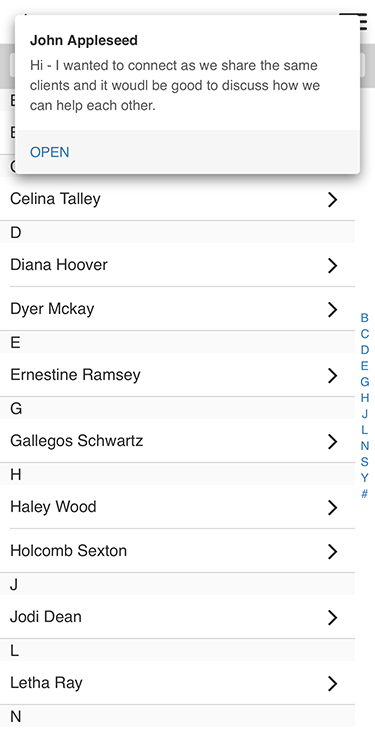 John Appleseed
Hi - I wanted to connect as we share the same
clients and it woudl be good to discuss how we
can help each other.
OPEN
Celina Talley
D
Diana Hoover
Dyer Mckay
E
Ernestine Ramsey
G
Gallegos Schwartz
H
Haley Wood
Holcomb Sexton
J
Jodi Dean
L
Letha Ray
N
B
C
D
E
G
H
J
L
N
S
Y
#